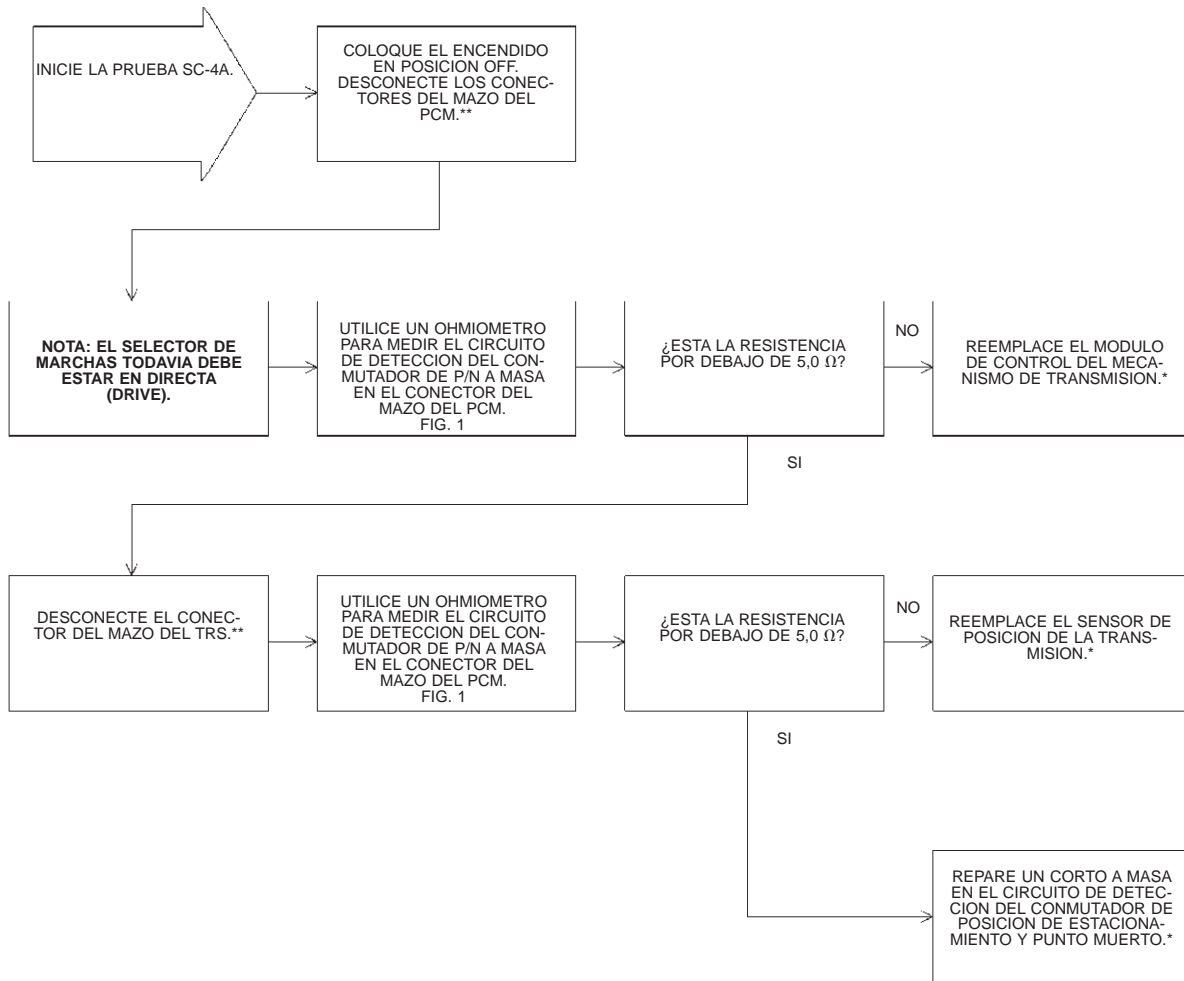 INICIE LA PRUEBA SC-4A.
COLOQUE EL ENCENDIDO
EN POSICION OFF.
DESCONECTE LOS CONEC-
TORES DEL MAZO DEL
PCM.**
NOTA: EL SELECTOR DE
MARCHAS TODAVIA DEBE
ESTAR EN DIRECTA
(DRIVE).
UTILICE UN OHMIOMETRO
PARA MEDIR EL CIRCUITO
DE DETECCION DEL CON-
MUTADOR DE P/N A MASA
EN EL CONECTOR DEL
MAZO DEL PCM.
FIG. 1
¿ESTA LA RESISTENCIA
POR DEBAJO DE 5,0 Ω?
NO
REEMPLACE EL MODULO
DE CONTROL DEL MECA-
NISMO DE TRANSMISION.*
SI
DESCONECTE EL CONEC-
TOR DEL MAZO DEL TRS.**
UTILICE UN OHMIOMETRO
PARA MEDIR EL CIRCUITO
DE DETECCION DEL CON-
MUTADOR DE P/N A MASA
EN EL CONECTOR DEL
MAZO DEL PCM.
FIG. 1
¿ESTA LA RESISTENCIA
POR DEBAJO DE 5,0 Ω?
NO
REEMPLACE EL SENSOR DE
POSICION DE LA TRANS-
MISION.*
SI
REPARE UN CORTO A MASA
EN EL CIRCUITO DE DETEC-
CION DEL CONMUTADOR DE
POSICION DE ESTACIONA-
MIENTO Y PUNTO MUERTO.*